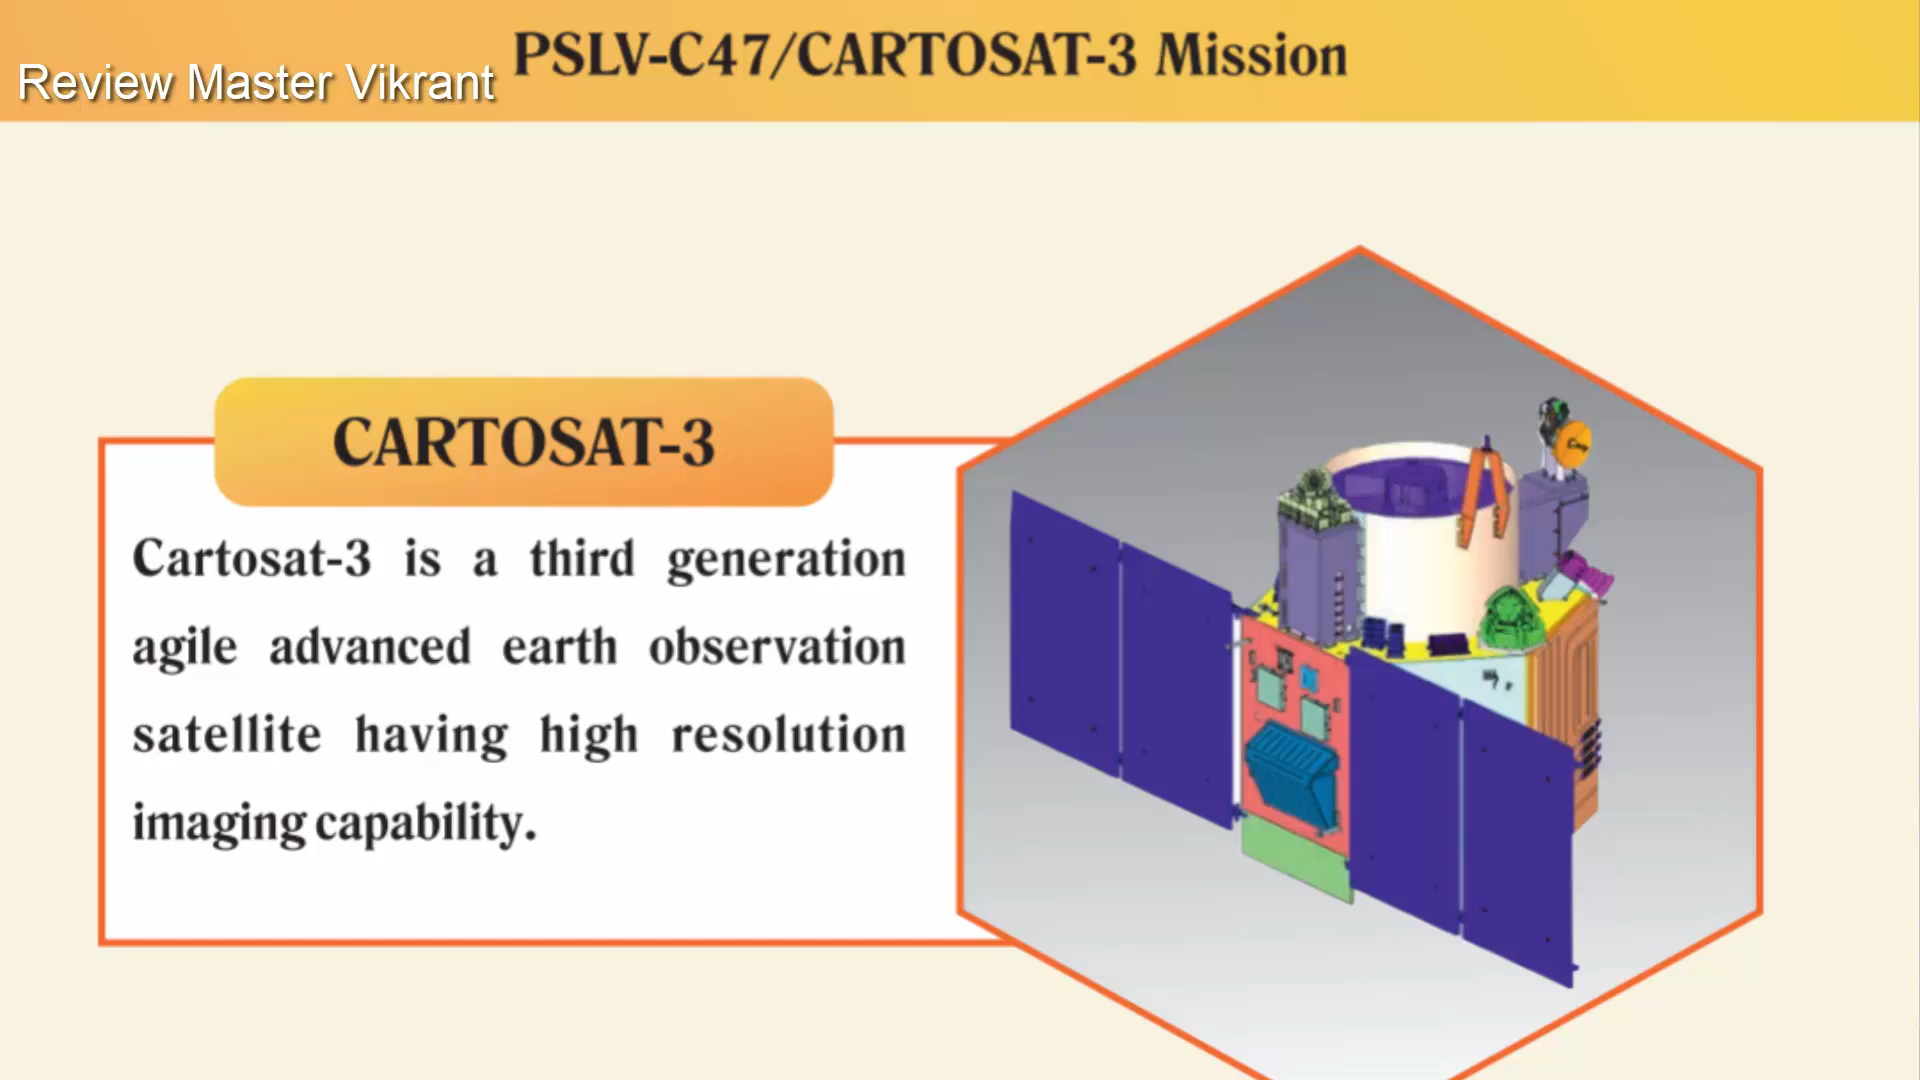 PSLV-C47/CARTOSAT-3 Mission
Review Master Vikrant
CARTOSAT-3
Cartosat-3 is a third generation
agile advanced earth observation
satellite having high resolution
imaging capability.